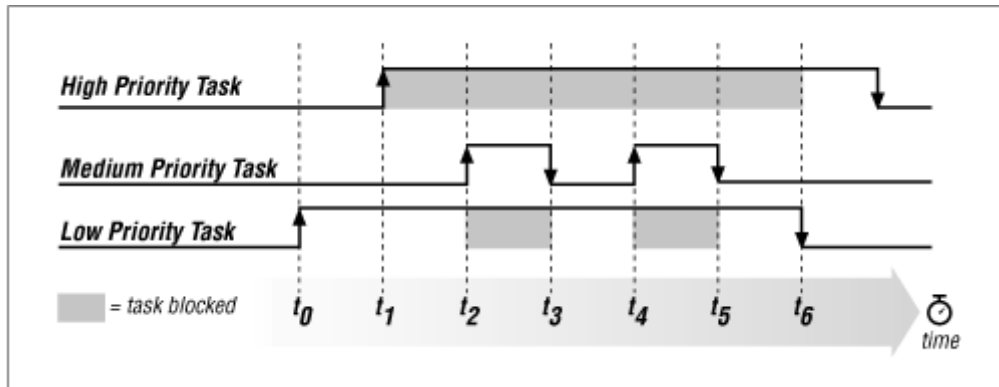 High Priority Task
Medium Priority Task
Low Priority Task
= task blocked
t0 t1 t2 t3 t4 t5 t6
time